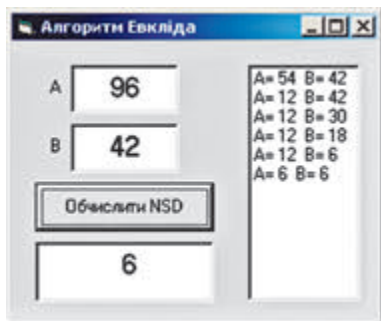 Алгоритм Евкліда
A 96
B 42
Обчислити NSD
6
A= 54 B= 42
A= 12 B= 42
A= 12 B= 30
A= 12 B= 18
A= 12 B= 6
A= 6 B= 6